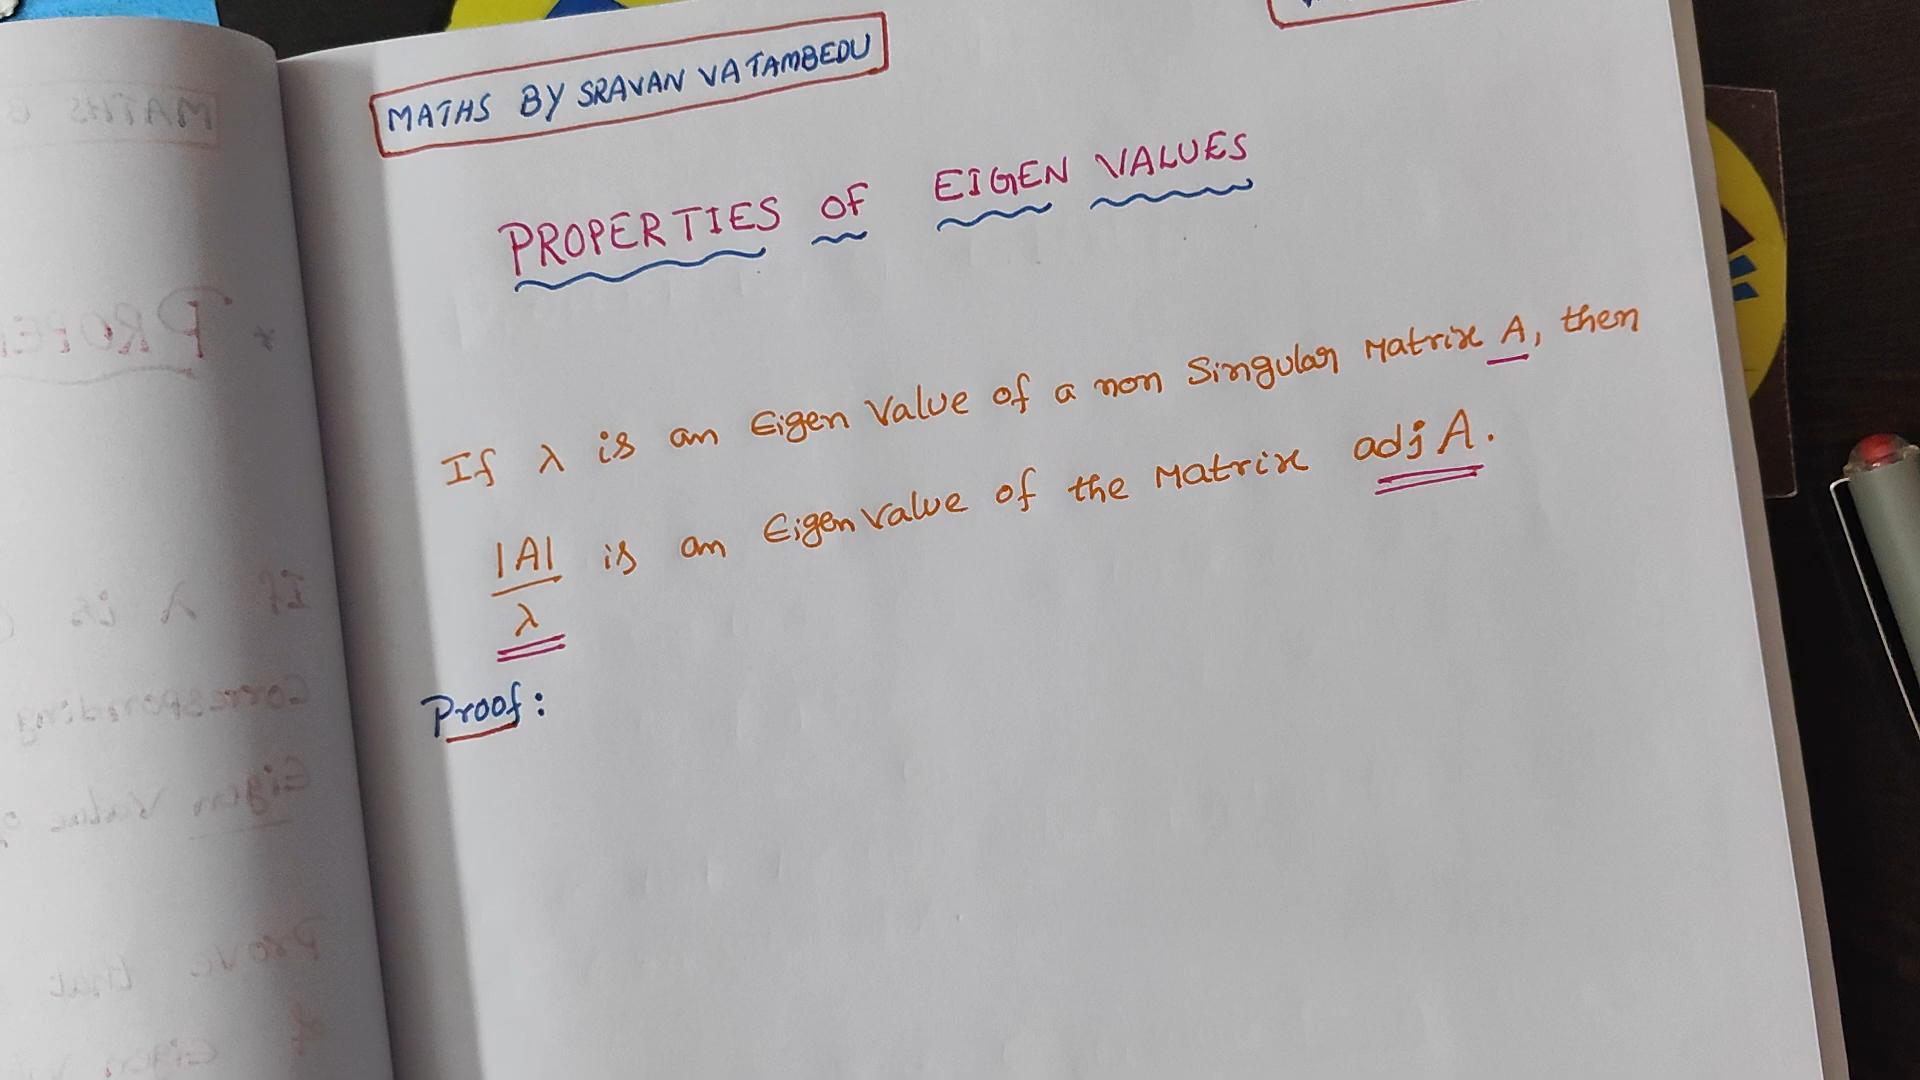 MATHS BY SRAVAN VATAMBEDU
PROPERTIES OF EIGEN VALUES
If λ is an Eigen Value of a non Singular Matrix A, then
|A|/λ is an Eigen value of the Matrix adj A.
Proof: